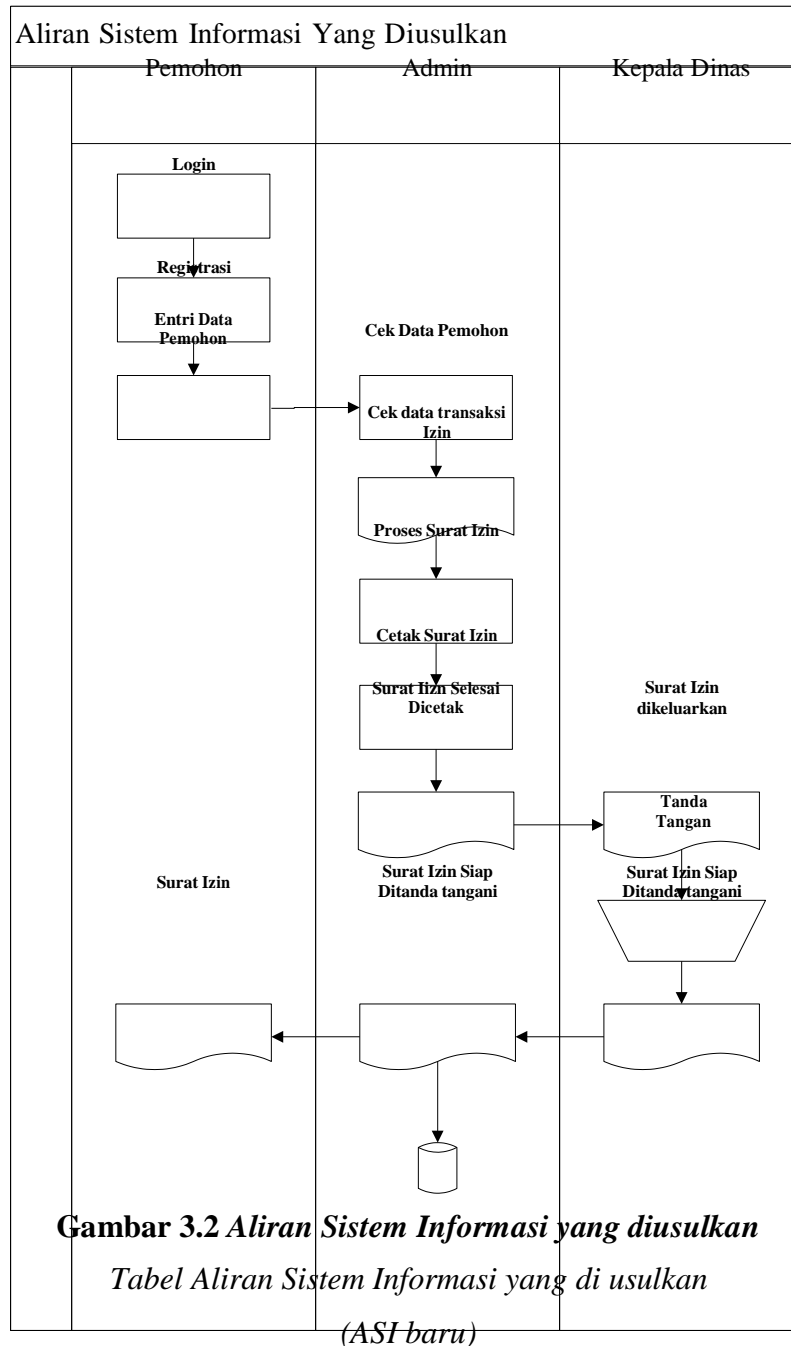 Aliran Sistem Informasi Yang Diusulkan
Pemohon Admin Kepala Dinas
Login
Registrasi
Entri Data
Pemohon
Cek Data Pemohon
Cek data transaksi
Izin
Proses Surat Izin
Cetak Surat Izin
Surat Iizn Selesai
Dicetak
Surat Izin
dikeluarkan
Tanda
Tangan
Surat Izin
Surat Izin Siap
Ditanda tangani
Surat Izin Siap
Ditanda tangani
Gambar 3.2 Aliran Sistem Informasi yang diusulkan
Tabel Aliran Sistem Informasi yang di usulkan
(ASI baru)